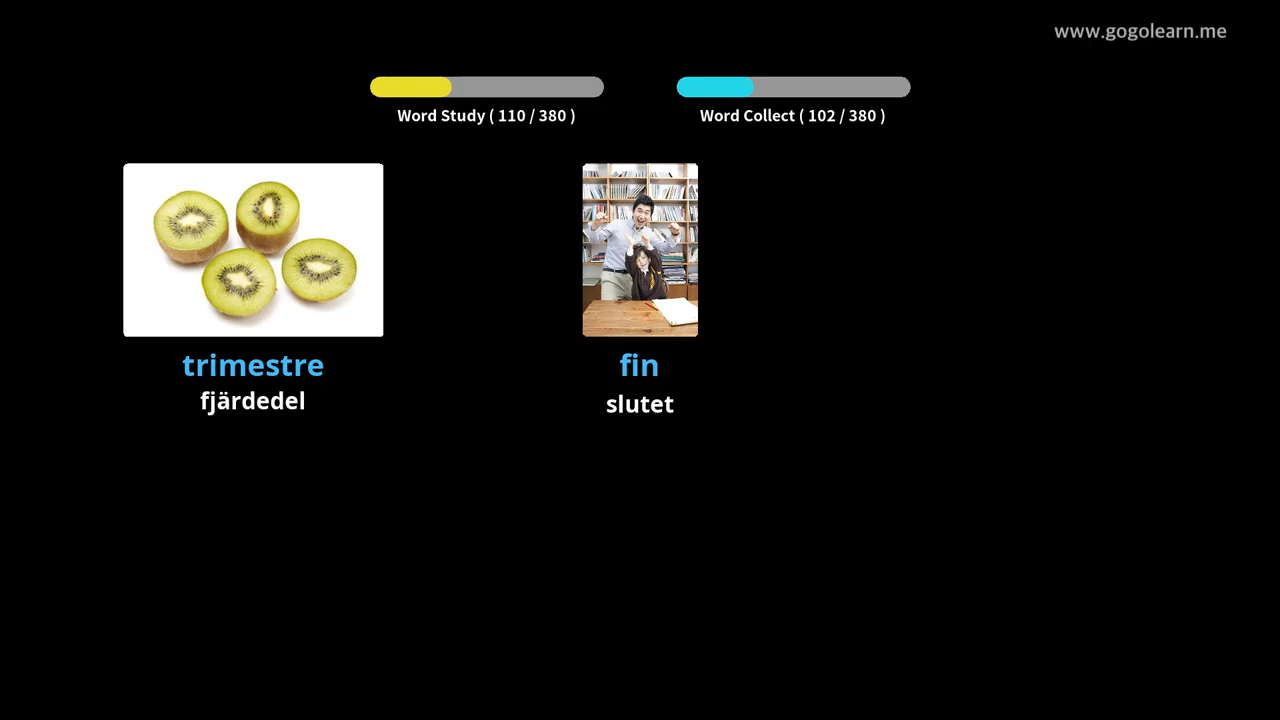 www.gogolearn.me
Word Study ( 110 / 380 )
Word Collect ( 102 / 380 )
trimestre
fjärdedel
fin
slutet